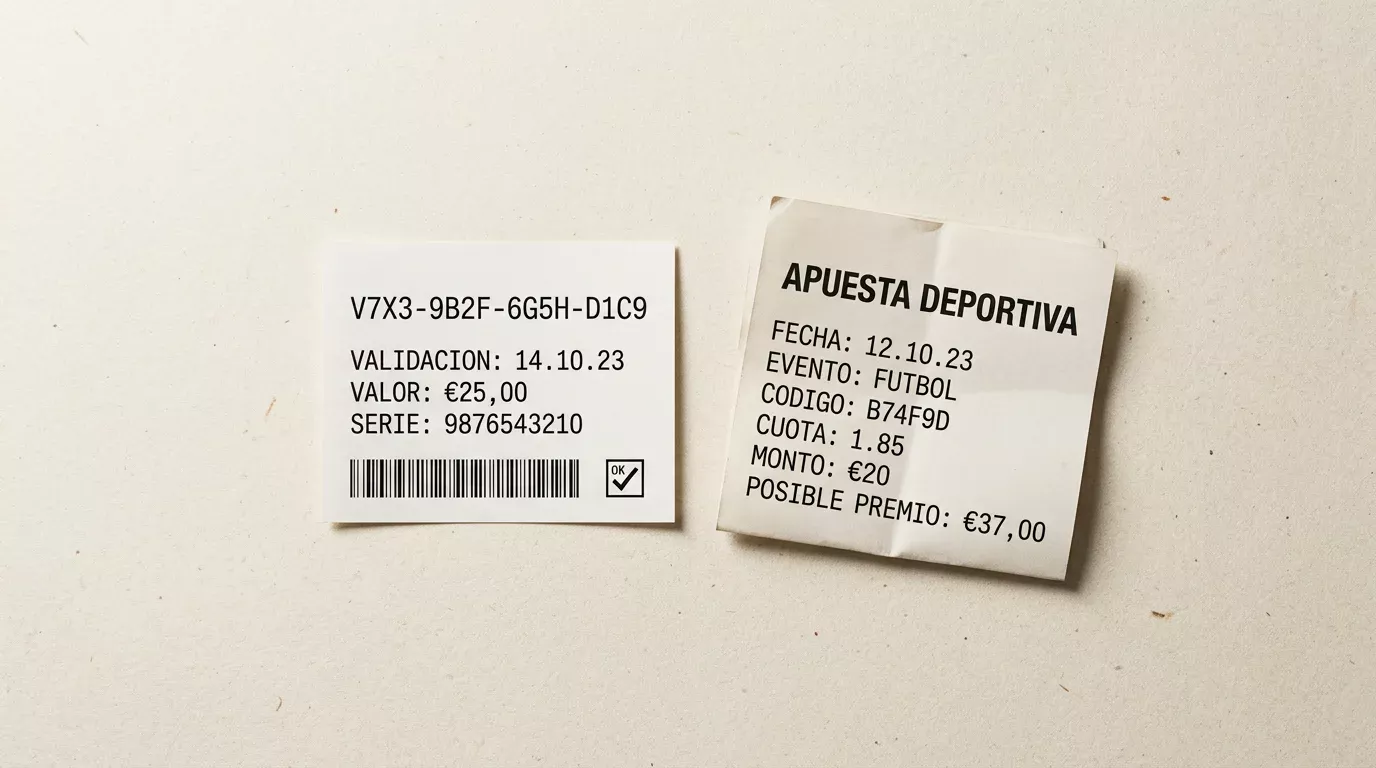 V7X3-9B2F-6G5H-D1C9
VALIDACION: 14.10.23
VALOR: €25,00
SERIE: 9876543210
OK
APUESTA DEPORTIVA
FECHA: 12.10.23
EVENTO: FUTBOL
CODIGO: B74F9D
CUOTA: 1.85
MONTO: €20
POSIBLE PREMIO: €37,00